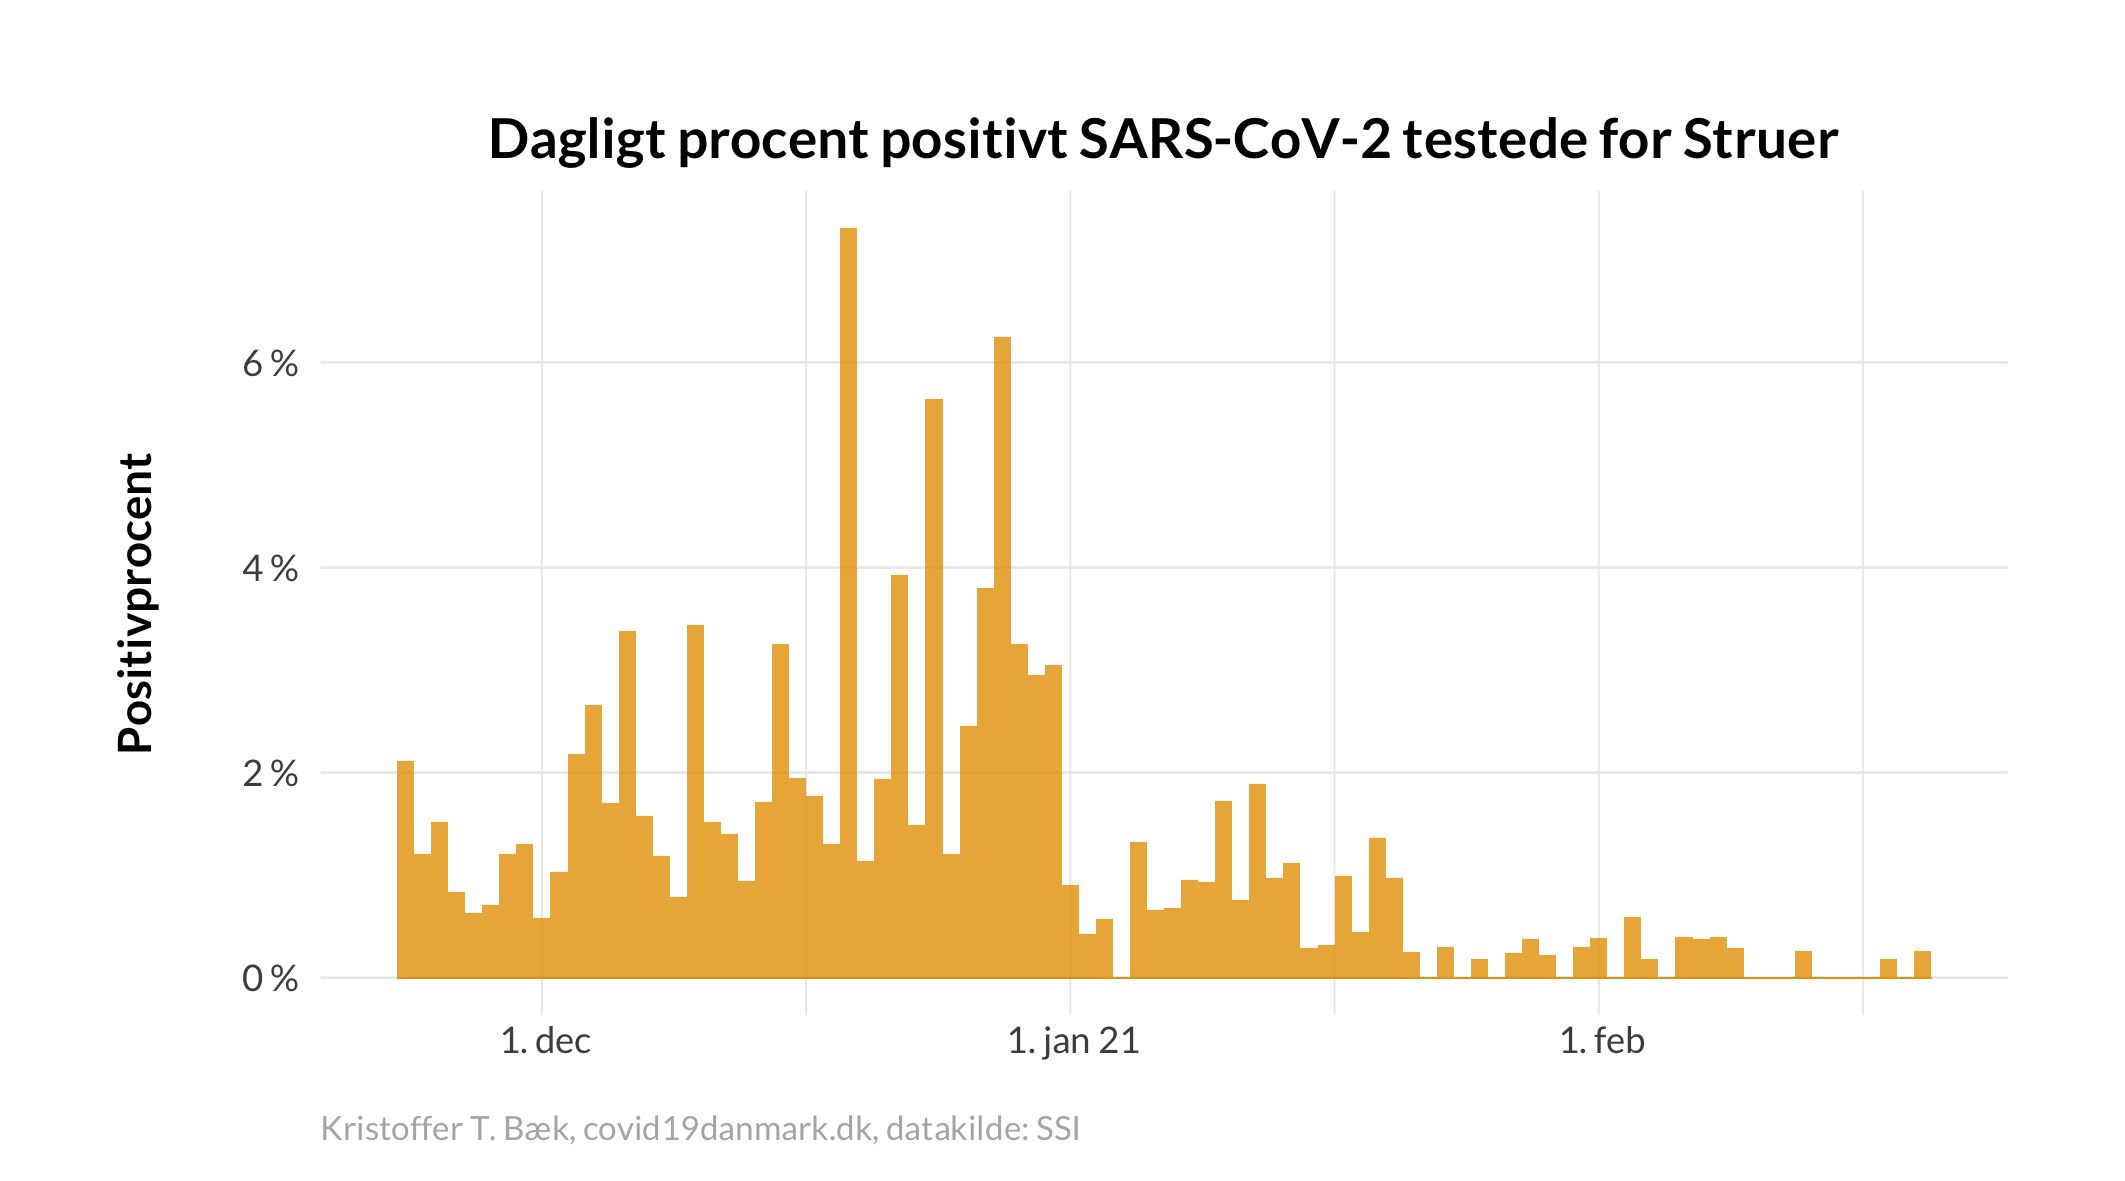 Dagligt procent positivt SARS-CoV-2 testede for Struer
Positivprocent
6 %
4 %
2 %
0 %
1. dec
1. jan 21
1. feb
Kristoffer T. Bæk, covid19danmark.dk, datakilde: SSI